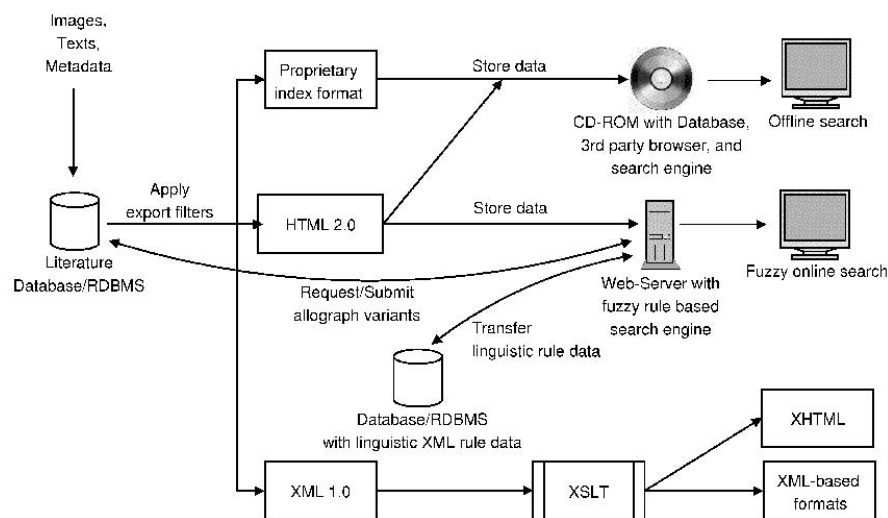 Images,
Texts,
Metadata
Proprietary
index format
Store data
CD-ROM with Database,
3rd party browser, and
search engine
Offline search
Apply
export filters
HTML 2.0
Store data
Literature
Database/RDBMS
Request/Submit
allograph variants
Web-Server with
fuzzy rule based
search engine
Fuzzy online search
Transfer
linguistic rule data
Database/RDBMS
with linguistic XML rule data
XML 1.0
XSLT
XHTML
XML-based
formats